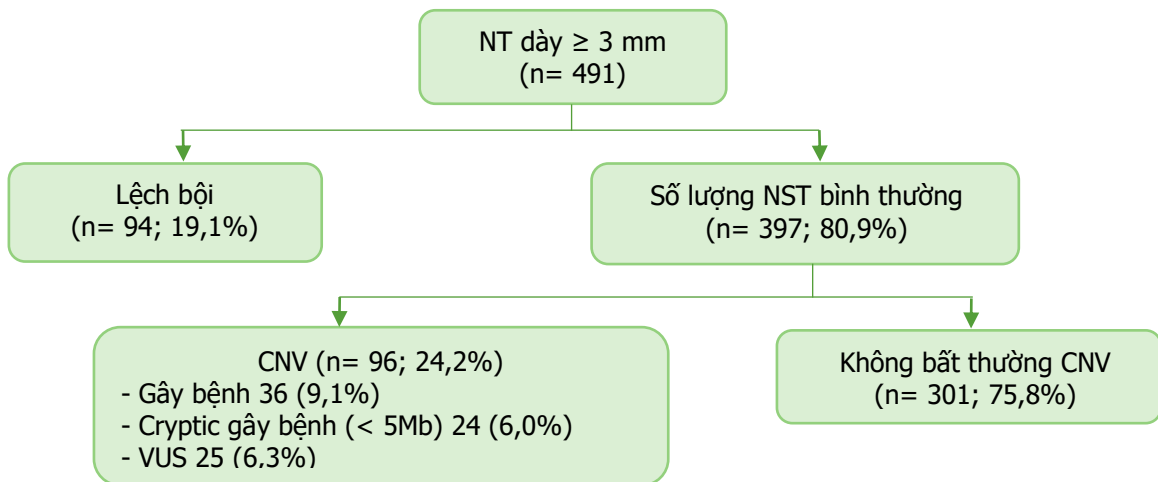 NT dày ≥ 3 mm
(n= 491)
Lệch bội
(n= 94; 19,1%)
Số lượng NST bình thường
(n= 397; 80,9%)
CNV (n= 96; 24,2%)
- Gây bệnh 36 (9,1%)
- Cryptic gây bệnh (< 5Mb) 24 (6,0%)
- VUS 25 (6,3%)
Không bất thường CNV
(n= 301; 75,8%)